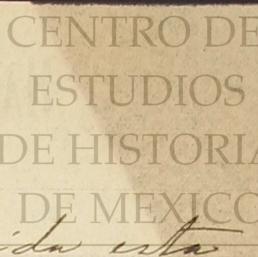 CENTRO DE
ESTUDIOS
DE HISTORIA
DE MEXICO
ida esta